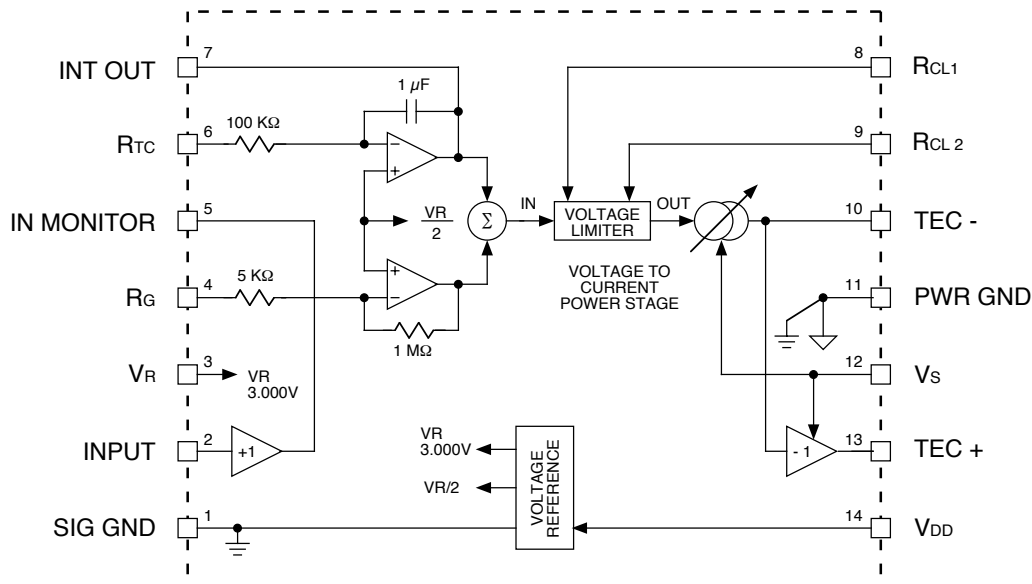 INT OUT
7
8
RCL1
1 µF
100 KΩ
RTC
6
−
+
9
RCL 2
IN MONITOR
5
VR
2
Σ
IN
VOLTAGE
LIMITER
OUT
10
TEC -
5 KΩ
RG
4
+
−
1 MΩ
VOLTAGE TO
CURRENT
POWER STAGE
11
PWR GND
VR
3
VR
3.000V
12
VS
INPUT
2
+1
VR
3.000V
VR/2
VOLTAGE
REFERENCE
- 1
13
TEC +
SIG GND
1
14
VDD